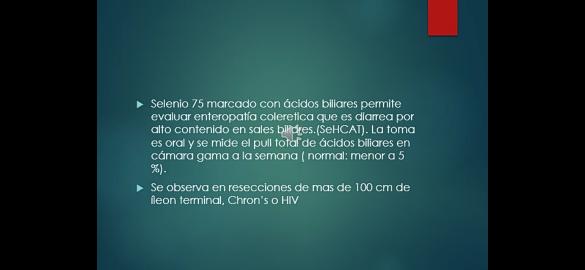 Selenio 75 marcado con ácidos biliares permite
evaluar enteropatía coleretica que es diarrea por
alto contenido en sales biliares.(SeHCAT). La toma
es oral y se mide el pull total de ácidos biliares en
cámara gama a la semana ( normal: menor a 5
%).
Se observa en resecciones de mas de 100 cm de
íleon terminal, Chron's o HIV